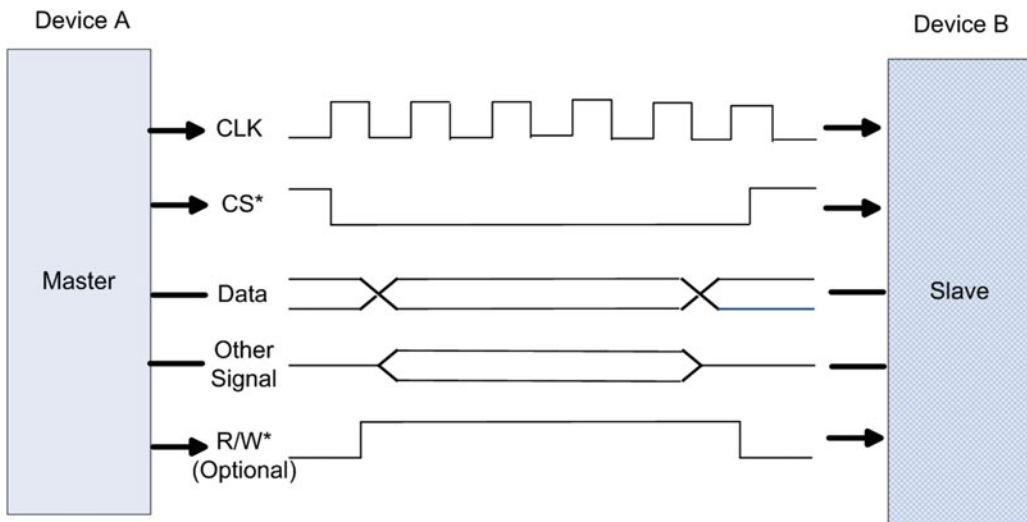 Device A
Device B
CLK
CS*
Master
Data
Slave
Other
Signal
R/W*
(Optional)